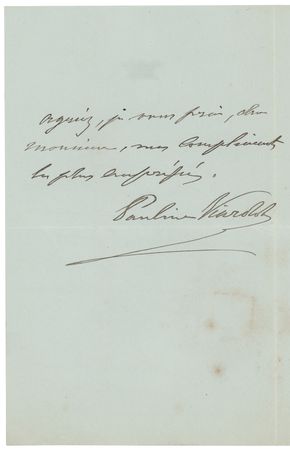 agréez, je vous prie, cher
monsieur, mes compliments
les plus empressés.
Pauline Viardot